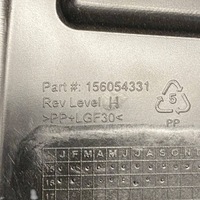 Part #: 156054331
Rev Level H
>PP-LGF30<
5
PP
J F M A M J J A S O N